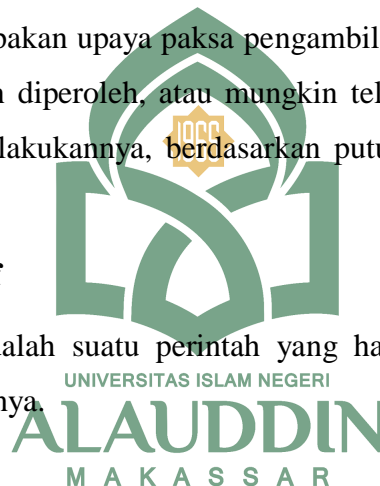 pakan upaya paksa pengambil
diperoleh, atau mungkin tel
1965
lakukannya, berdasarkan putu
alah suatu perintah yang ha
UNIVERSITAS ISLAM NEGERI
nya.
ALAUDDIN
MAKASSAR